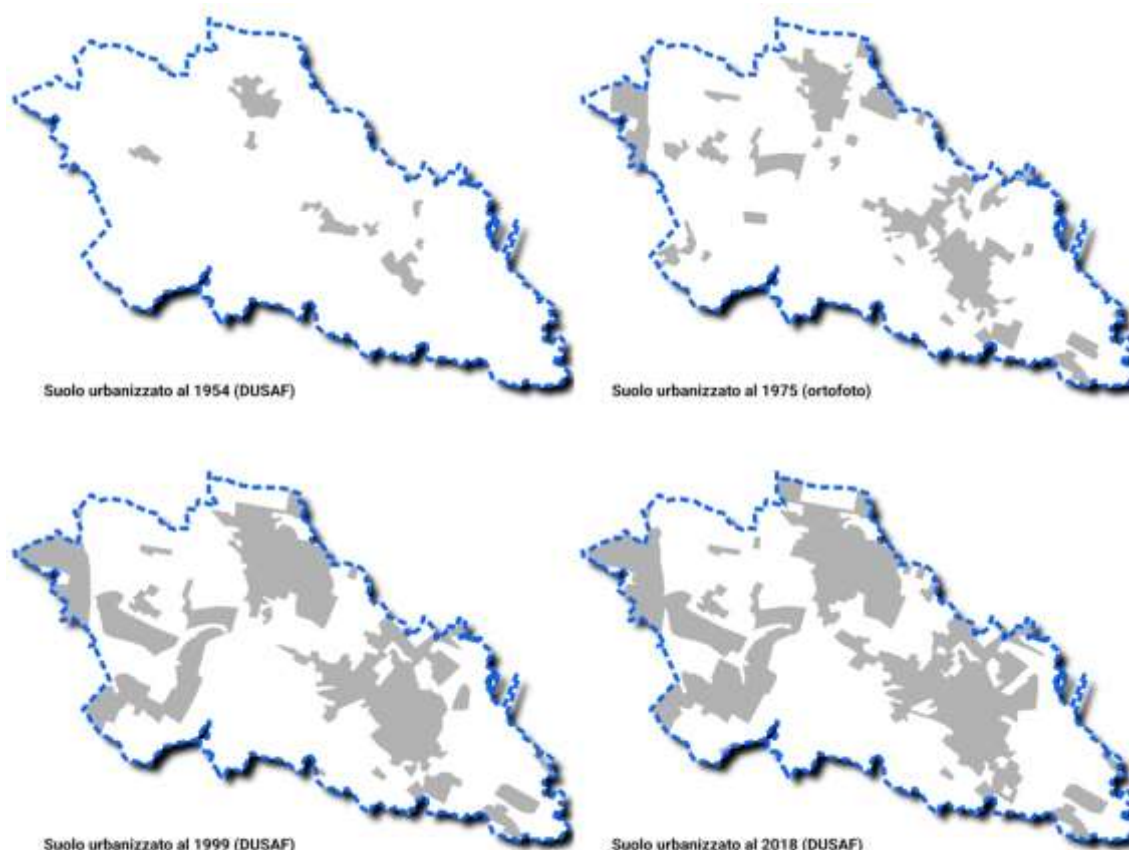 Suolo urbanizzato al 1954 (DUSAF)
Suolo urbanizzato al 1975 (ortofoto)
Suolo urbanizzato al 1999 (DUSAF)
Suolo urbanizzato al 2018 (DUSAF)